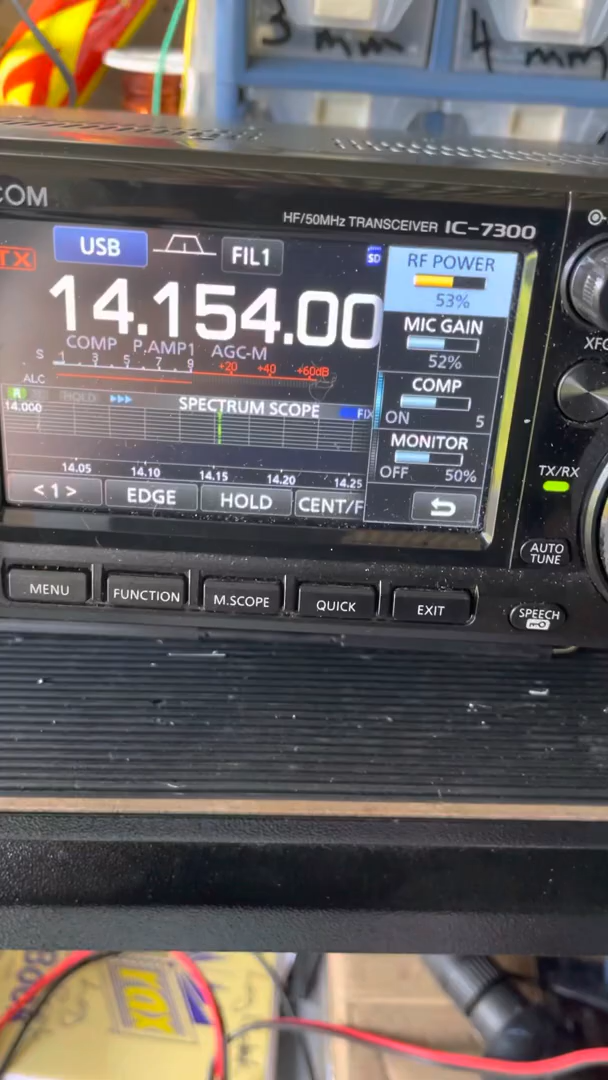 3 mm
4 mm
COM
HF/50MHz TRANSCEIVER IC-7300
TX
USB
FIL1
SD
RF POWER
53%
14.154.00
MIC GAIN
52%
COMP P.AMP1 AGC-M
S 1 3 5 7 9 +20 +40 +60dB
ALC
COMP
ON 5
HOLD
14.000
SPECTRUM SCOPE
FIX
MONITOR
OFF 50%
14.05 14.10 14.15 14.20 14.25
<1>
EDGE
HOLD
CENT/F
XFC
TX/RX
AUTO
TUNE
SPEECH
MENU
FUNCTION
M.SCOPE
QUICK
EXIT